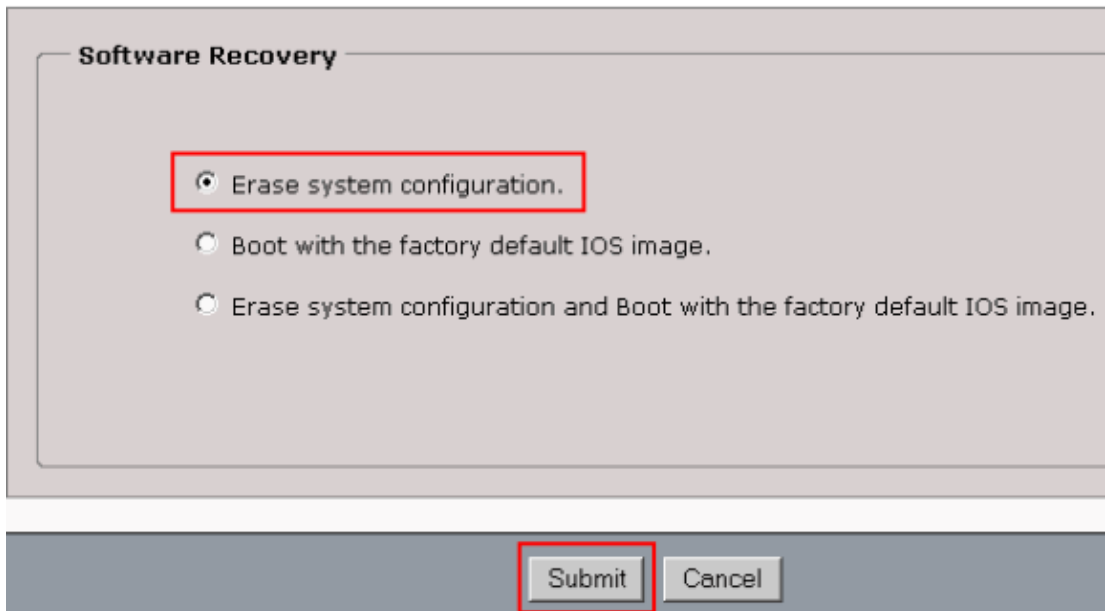 Software Recovery
Erase system configuration.
Boot with the factory default IOS image.
Erase system configuration and Boot with the factory default IOS image.
Submit Cancel